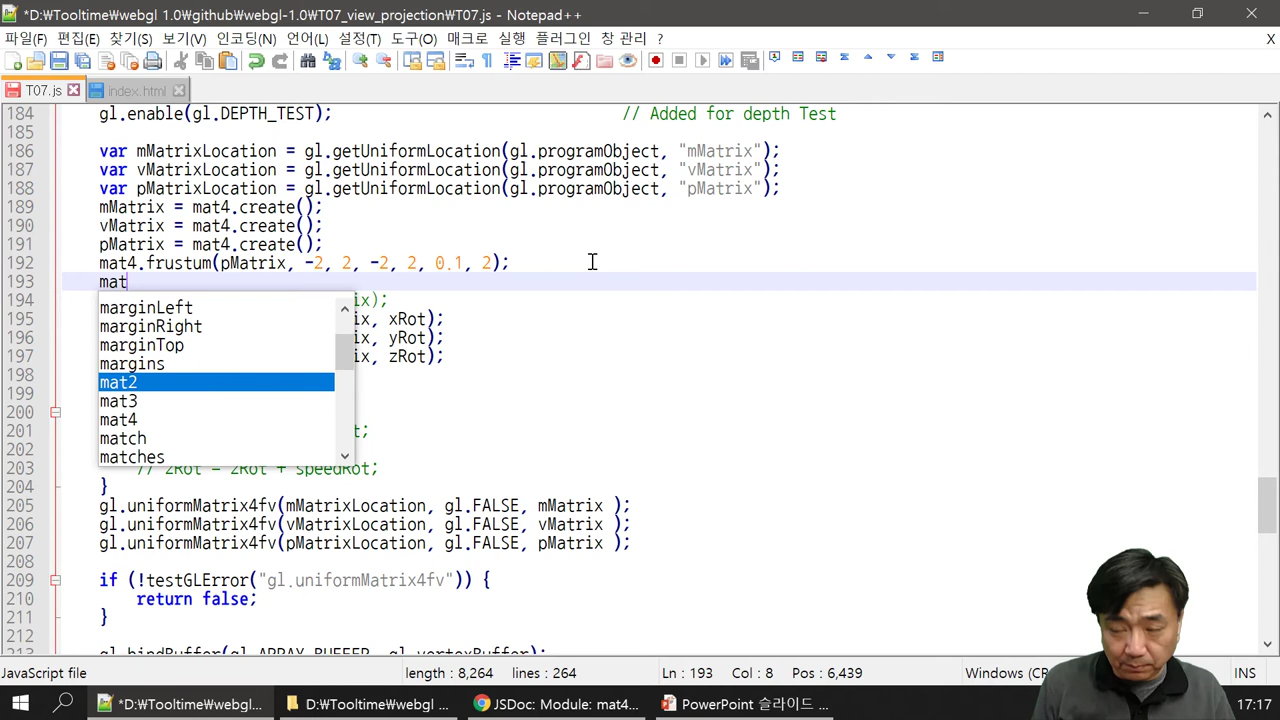 *D:₩Tooltime₩webgl 1.0₩github₩webgl-1.0₩T07_view_projection₩T07.js - Notepad++
파일(F) 편집(E) 찾기(S) 보기(V) 인코딩(N) 언어(L) 설정(T) 도구(O) 매크로 실행 플러그인 창 관리 ? X
T07.js index.html
184 gl.enable(gl.DEPTH_TEST); // Added for depth Test
185
186 var mMatrixLocation = gl.getUniformLocation(gl.programObject, "mMatrix");
187 var vMatrixLocation = gl.getUniformLocation(gl.programObject, "vMatrix");
188 var pMatrixLocation = gl.getUniformLocation(gl.programObject, "pMatrix");
189 mMatrix = mat4.create();
190 vMatrix = mat4.create();
191 pMatrix = mat4.create();
192 mat4.frustum(pMatrix, -2, 2, -2, 2, 0.1, 2);
193 mat
194 ix);
marginLeft
195 ix, xRot);
marginRight
196 ix, yRot);
marginTop
197 ix, zRot);
margins
198
mat2
199
mat3
200
mat4
201 t;
match
202
matches
203 // zRot = zRot + speedRot;
204 }
205 gl.uniformMatrix4fv(mMatrixLocation, gl.FALSE, mMatrix );
206 gl.uniformMatrix4fv(vMatrixLocation, gl.FALSE, vMatrix );
207 gl.uniformMatrix4fv(pMatrixLocation, gl.FALSE, pMatrix );
208
209 if (!testGLError("gl.uniformMatrix4fv")) {
210 return false;
211 }
212
213 gl.bindBuffer(gl.ARRAY_BUFFER, gl.vertexBuffer);
JavaScript file length : 8,264 lines : 264 Ln : 193 Col : 8 Pos : 6,439 Windows (CR INS
*D:₩Tooltime₩webgl... D:₩Tooltime₩webgl ... JSDoc: Module: mat4... PowerPoint 슬라이드 ... 17:17